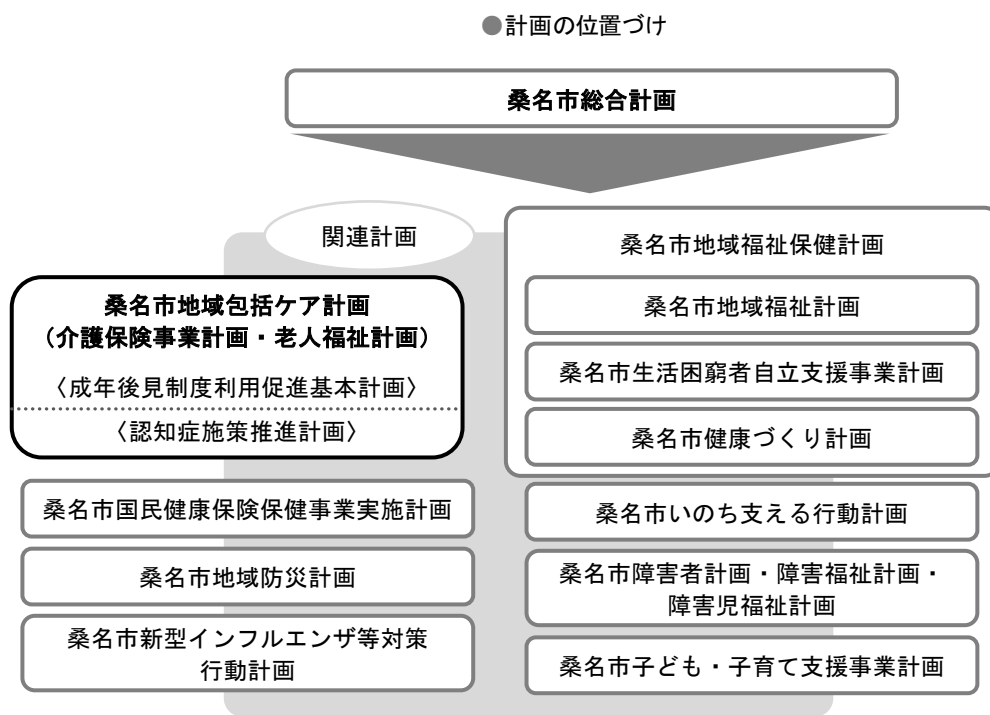 ●計画の位置づけ
桑名市総合計画
関連計画
桑名市地域包括ケア計画
（介護保険事業計画・老人福祉計画）
〈成年後見制度利用促進基本計画〉
〈認知症施策推進計画〉
桑名市国民健康保険保健事業実施計画
桑名市地域防災計画
桑名市新型インフルエンザ等対策
行動計画
桑名市地域福祉保健計画
桑名市地域福祉計画
桑名市生活困窮者自立支援事業計画
桑名市健康づくり計画
桑名市いのち支える行動計画
桑名市障害者計画・障害福祉計画・
障害児福祉計画
桑名市子ども・子育て支援事業計画